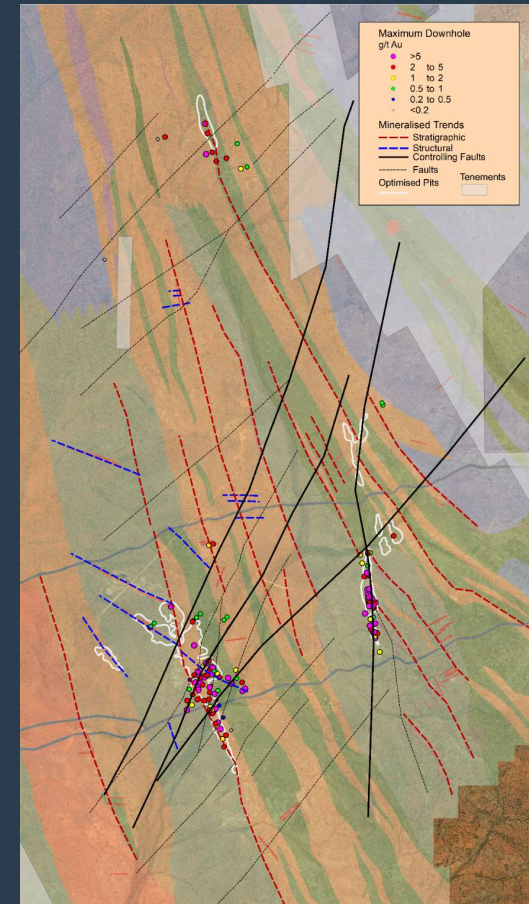 Maximum Downhole
g/t Au
>5
2 to 5
1 to 2
0.5 to 1
0.2 to 0.5
<0.2
Mineralised Trends
Stratigraphic
Structural
Controlling Faults
Faults
Optimised Pits
Tenements